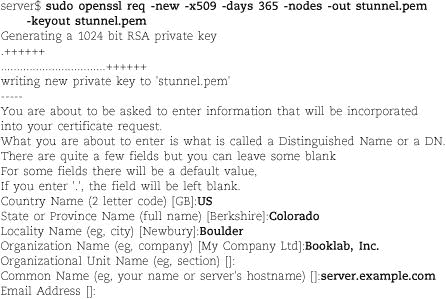 server$ sudo openssl req -new -x509 -days 365 -nodes -out stunnel.pem
-keyout stunnel.pem
Generating a 1024 bit RSA private key
.++++++
.................................++++++
writing new private key to 'stunnel.pem'
-----
You are about to be asked to enter information that will be incorporated
into your certificate request.
What you are about to enter is what is called a Distinguished Name or a DN.
There are quite a few fields but you can leave some blank
For some fields there will be a default value,
If you enter '.', the field will be left blank.
Country Name (2 letter code) [GB]:US
State or Province Name (full name) [Berkshire]:Colorado
Locality Name (eg, city) [Newbury]:Boulder
Organization Name (eg, company) [My Company Ltd]:Booklab, Inc.
Organizational Unit Name (eg, section) []:
Common Name (eg, your name or server's hostname) []:server.example.com
Email Address []: